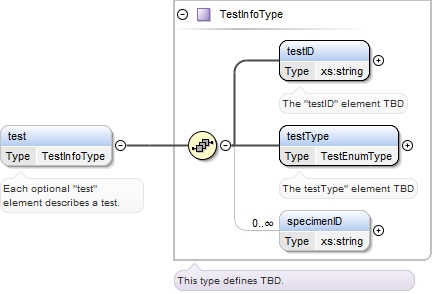 TestInfoType
testID
Type xs:string
The "testID" element TBD
test
Type TestInfoType
Each optional "test"
element describes a test.
testType
Type TestEnumType
The testType" element TBD
0..∞
specimenID
Type xs:string
This type defines TBD.